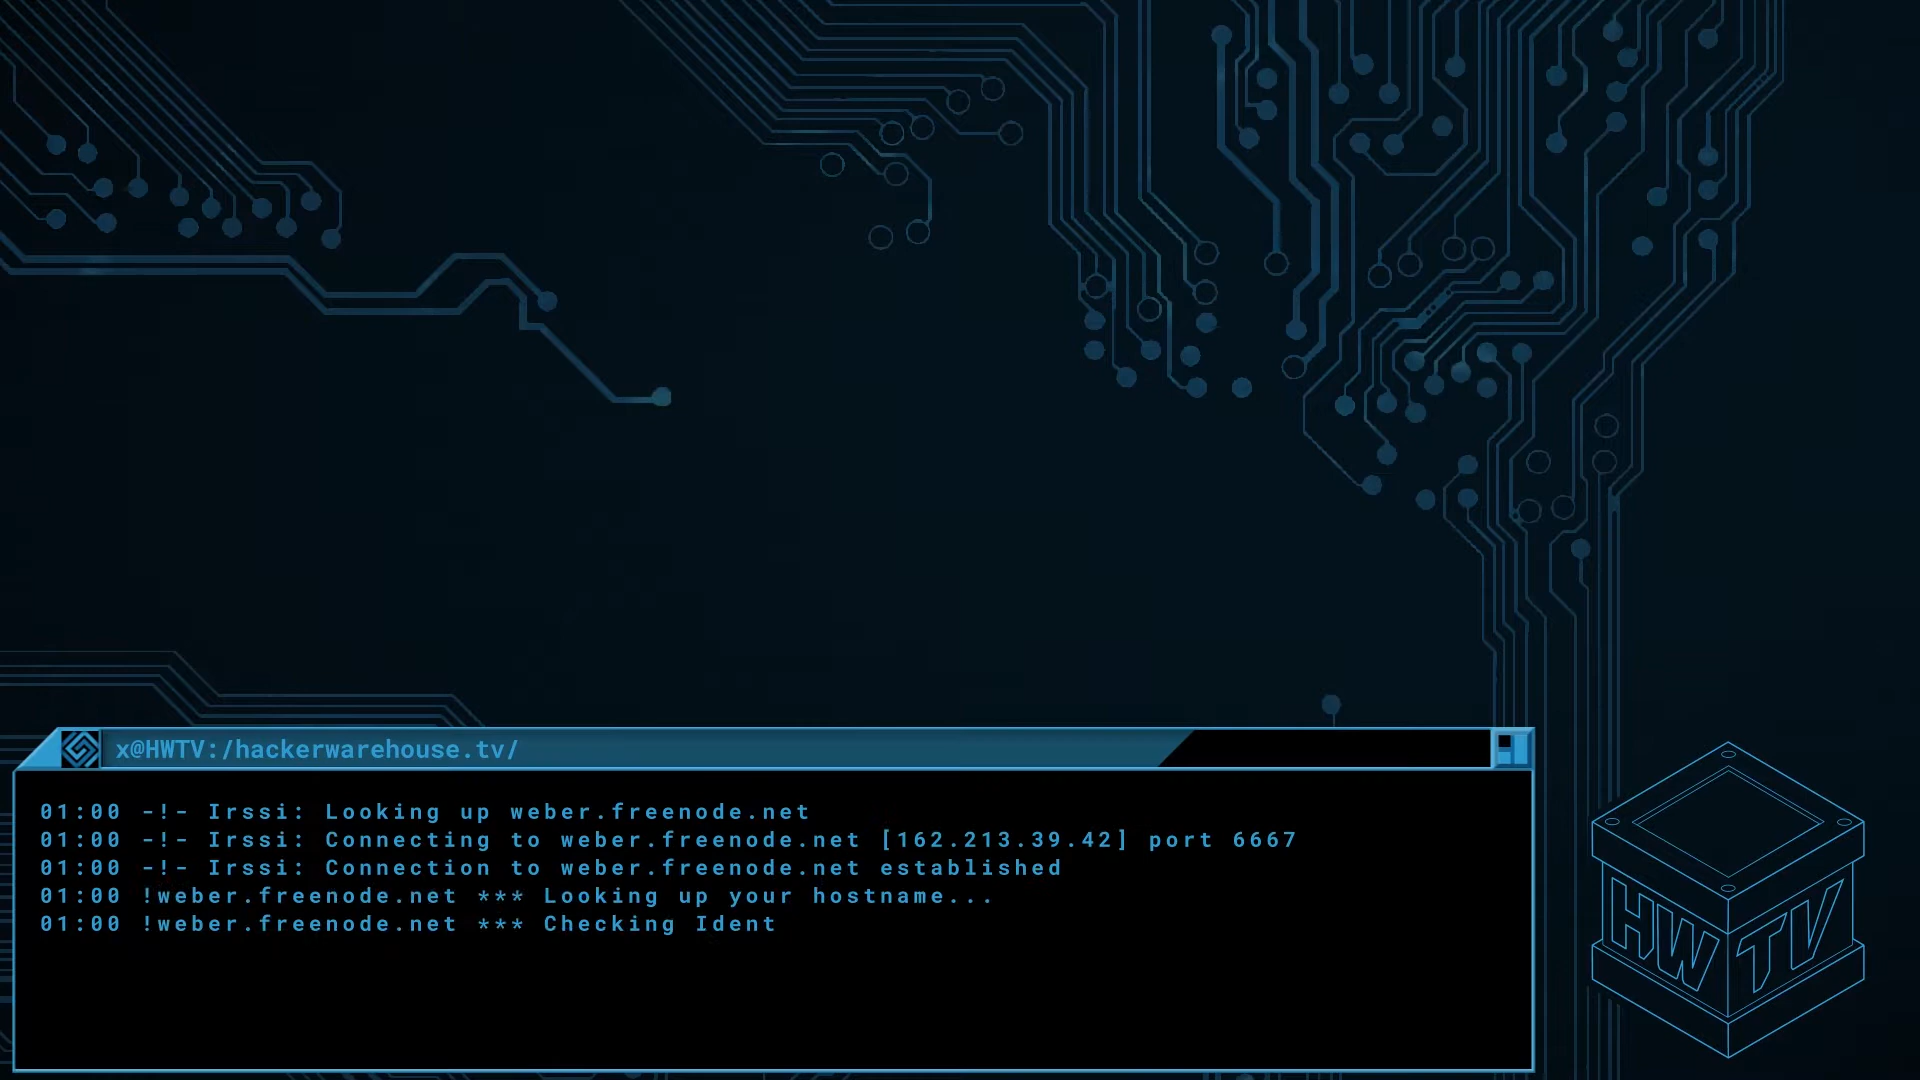 x@HWTV:/hackerwarehouse.tv/
01:00 -!- Irssi: Looking up weber.freenode.net
01:00 -!- Irssi: Connecting to weber.freenode.net [162.213.39.42] port 6667
01:00 -!- Irssi: Connection to weber.freenode.net established
01:00 !weber.freenode.net *** Looking up your hostname...
01:00 !weber.freenode.net *** Checking Ident
HW TV